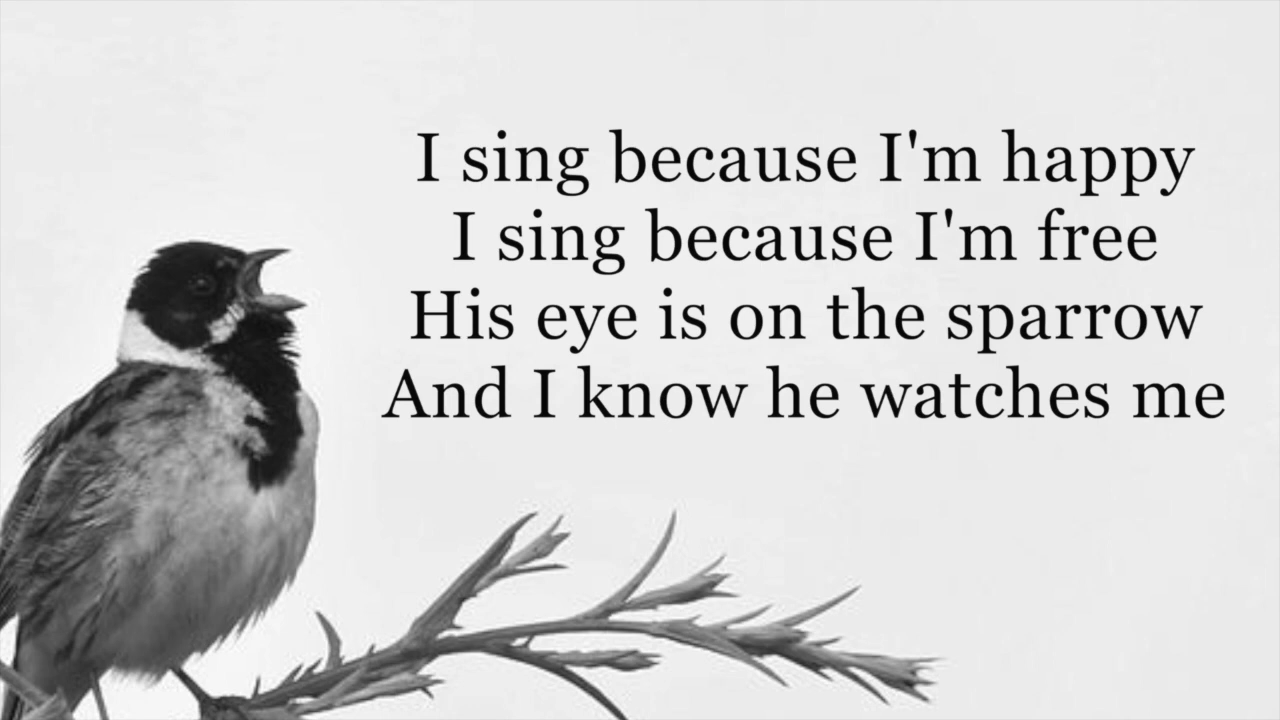 I sing because I'm happy
I sing because I'm free
His eye is on the sparrow
And I know he watches me